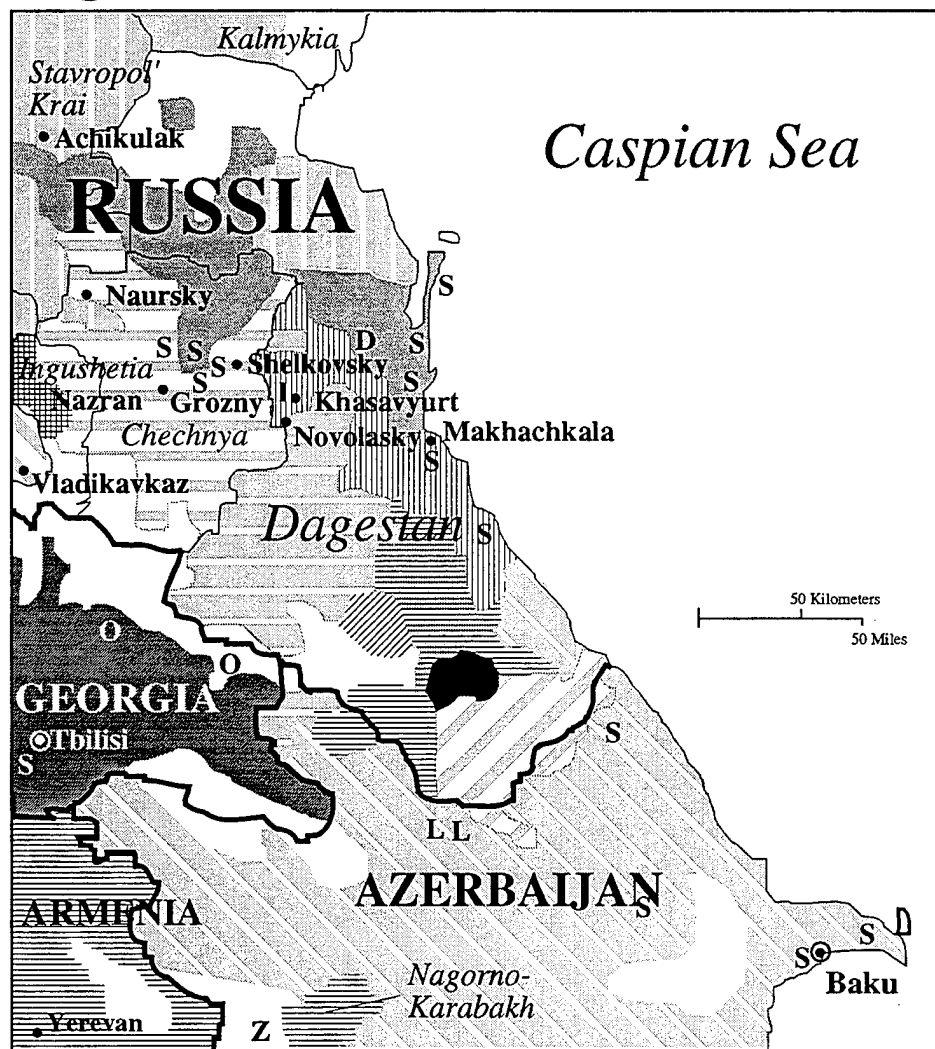 Kalmykia
Stavropol'
Krai
Achikulak
Caspian Sea
RUSSIA
S
Naursky
D
S
S
S
S
Shelkovsky
Ingushetia
S
S
Nazran
Grozny
I
Khasavyurt
Chechnya
Novolasky
Makhachkala
S
Vladikavkaz
Dagestan
S
50 Kilometers
50 Miles
O
O
GEORGIA
Tbilisi
S
S
L L
AZERBAIJAN
S
ARMENIA
S
S
Baku
Nagorno-
Karabakh
Yerevan
Z